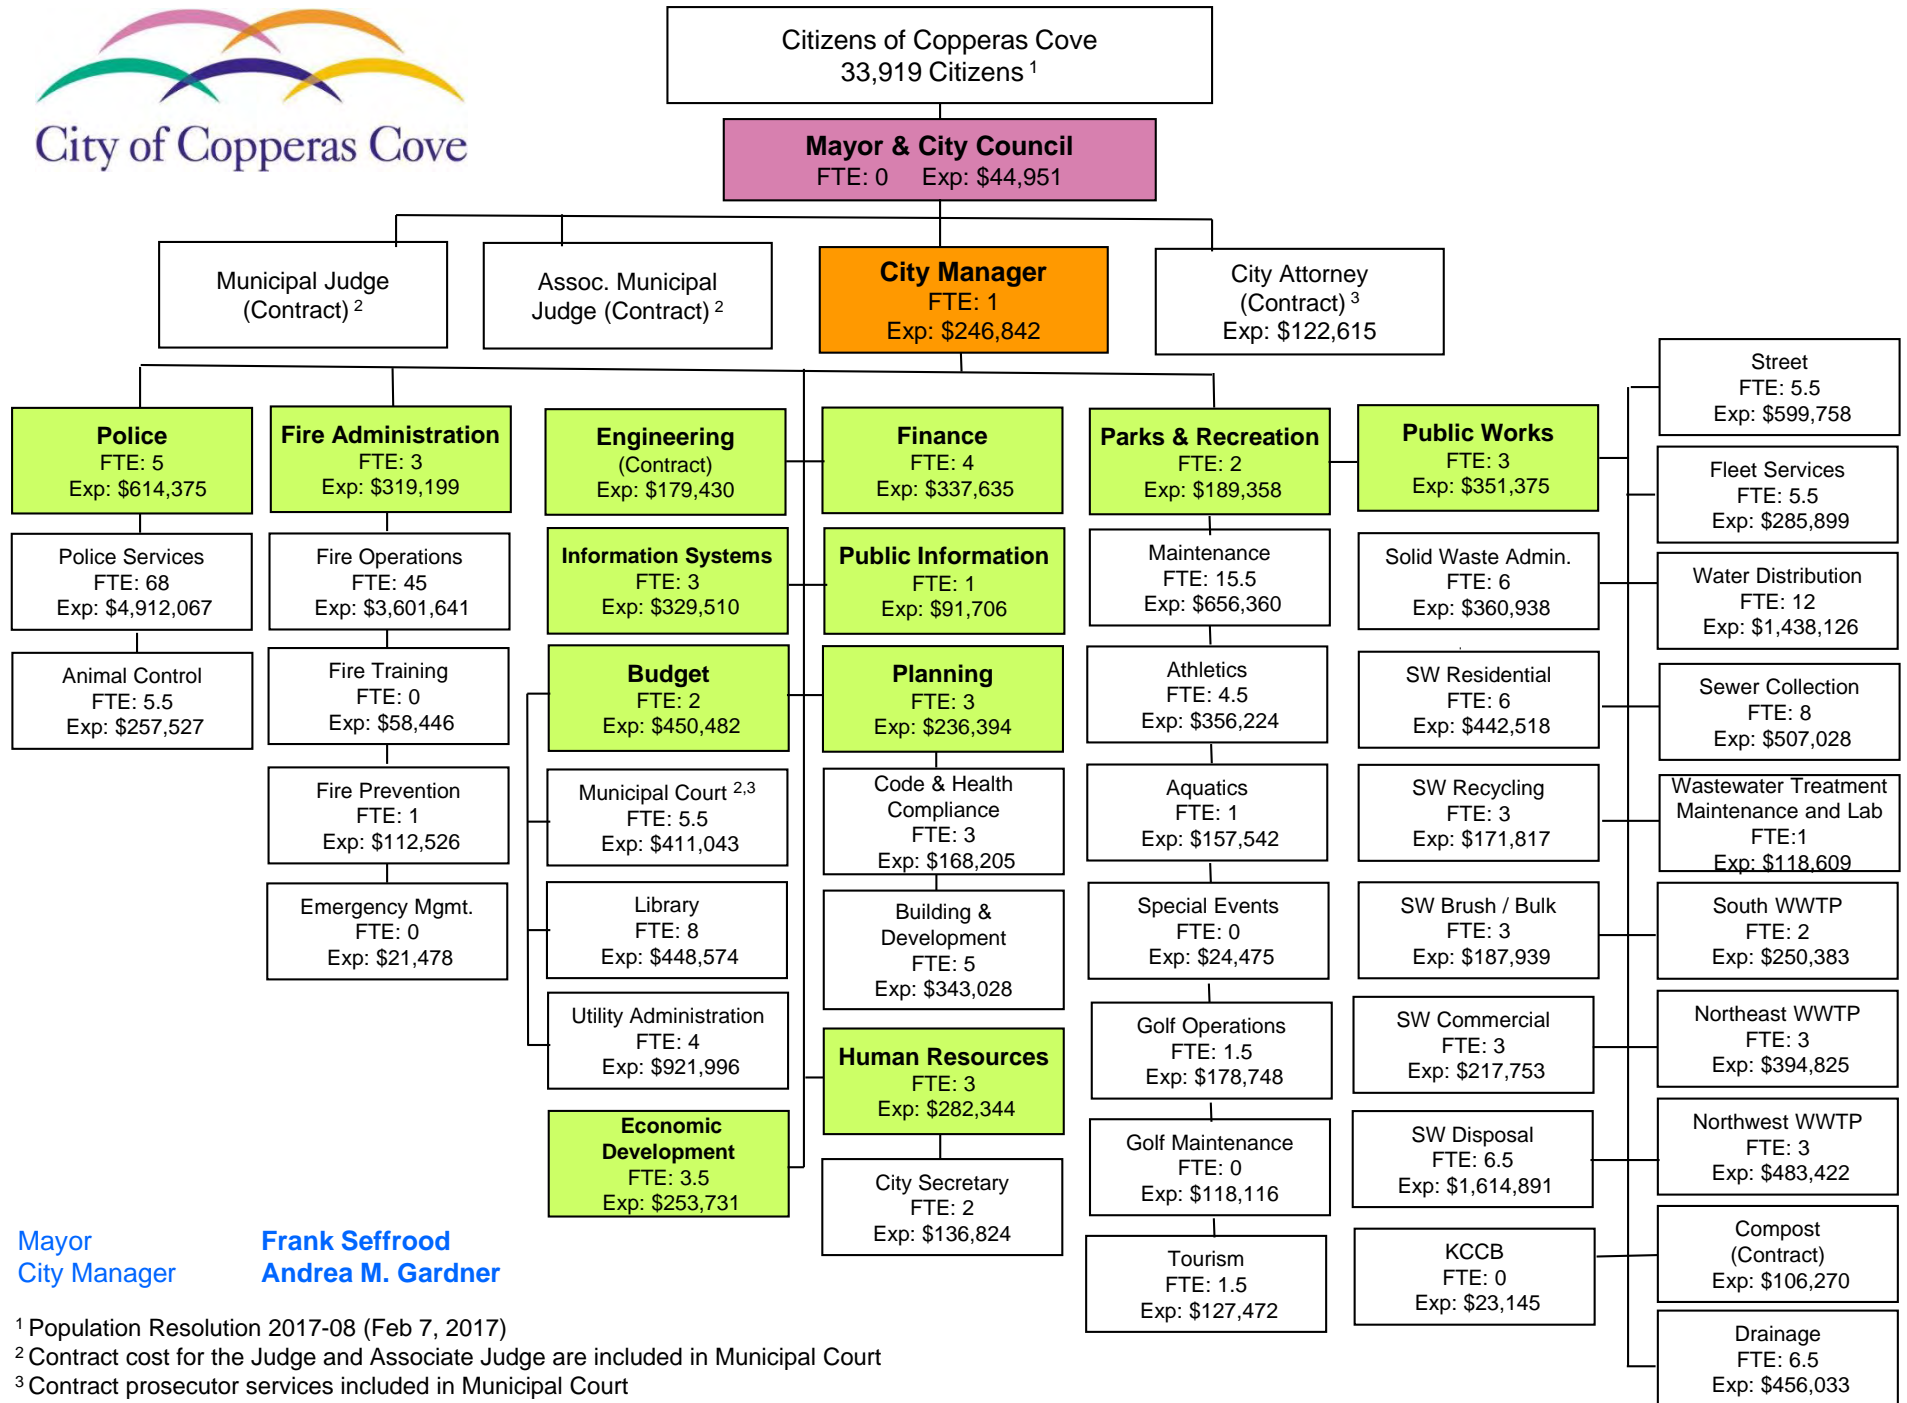 City of Copperas Cove
Citizens of Copperas Cove
33,919 Citizens 1
Mayor & City Council
FTE: 0 Exp: $44,951
Municipal Judge
(Contract) 2
Assoc. Municipal
Judge (Contract) 2
City Manager
FTE: 1
Exp: $246,842
City Attorney
(Contract) 3
Exp: $122,615
Police
FTE: 5
Exp: $614,375
Police Services
FTE: 68
Exp: $4,912,067
Animal Control
FTE: 5.5
Exp: $257,527
Fire Administration
FTE: 3
Exp: $319,199
Fire Operations
FTE: 45
Exp: $3,601,641
Fire Training
FTE: 0
Exp: $58,446
Fire Prevention
FTE: 1
Exp: $112,526
Emergency Mgmt.
FTE: 0
Exp: $21,478
Engineering
(Contract)
Exp: $179,430
Information Systems
FTE: 3
Exp: $329,510
Budget
FTE: 2
Exp: $450,482
Municipal Court 2,3
FTE: 5.5
Exp: $411,043
Library
FTE: 8
Exp: $448,574
Utility Administration
FTE: 4
Exp: $921,996
Economic
Development
FTE: 3.5
Exp: $253,731
Finance
FTE: 4
Exp: $337,635
Public Information
FTE: 1
Exp: $91,706
Planning
FTE: 3
Exp: $236,394
Code & Health
Compliance
FTE: 3
Exp: $168,205
Building &
Development
FTE: 5
Exp: $343,028
Human Resources
FTE: 3
Exp: $282,344
City Secretary
FTE: 2
Exp: $136,824
Parks & Recreation
FTE: 2
Exp: $189,358
Maintenance
FTE: 15.5
Exp: $656,360
Athletics
FTE: 4.5
Exp: $356,224
Aquatics
FTE: 1
Exp: $157,542
Special Events
FTE: 0
Exp: $24,475
Golf Operations
FTE: 1.5
Exp: $178,748
Golf Maintenance
FTE: 0
Exp: $118,116
Tourism
FTE: 1.5
Exp: $127,472
Public Works
FTE: 3
Exp: $351,375
Solid Waste Admin.
FTE: 6
Exp: $360,938
SW Residential
FTE: 6
Exp: $442,518
SW Recycling
FTE: 3
Exp: $171,817
SW Brush / Bulk
FTE: 3
Exp: $187,939
SW Commercial
FTE: 3
Exp: $217,753
SW Disposal
FTE: 6.5
Exp: $1,614,891
KCCB
FTE: 0
Exp: $23,145
Street
FTE: 5.5
Exp: $599,758
Fleet Services
FTE: 5.5
Exp: $285,899
Water Distribution
FTE: 12
Exp: $1,438,126
Sewer Collection
FTE: 8
Exp: $507,028
Wastewater Treatment
Maintenance and Lab
FTE:1
Exp: $118,609
South WWTP
FTE: 2
Exp: $250,383
Northeast WWTP
FTE: 3
Exp: $394,825
Northwest WWTP
FTE: 3
Exp: $483,422
Compost
(Contract)
Exp: $106,270
Drainage
FTE: 6.5
Exp: $456,033
Mayor Frank Seffrood
City Manager Andrea M. Gardner
1 Population Resolution 2017-08 (Feb 7, 2017)
2 Contract cost for the Judge and Associate Judge are included in Municipal Court
3 Contract prosecutor services included in Municipal Court